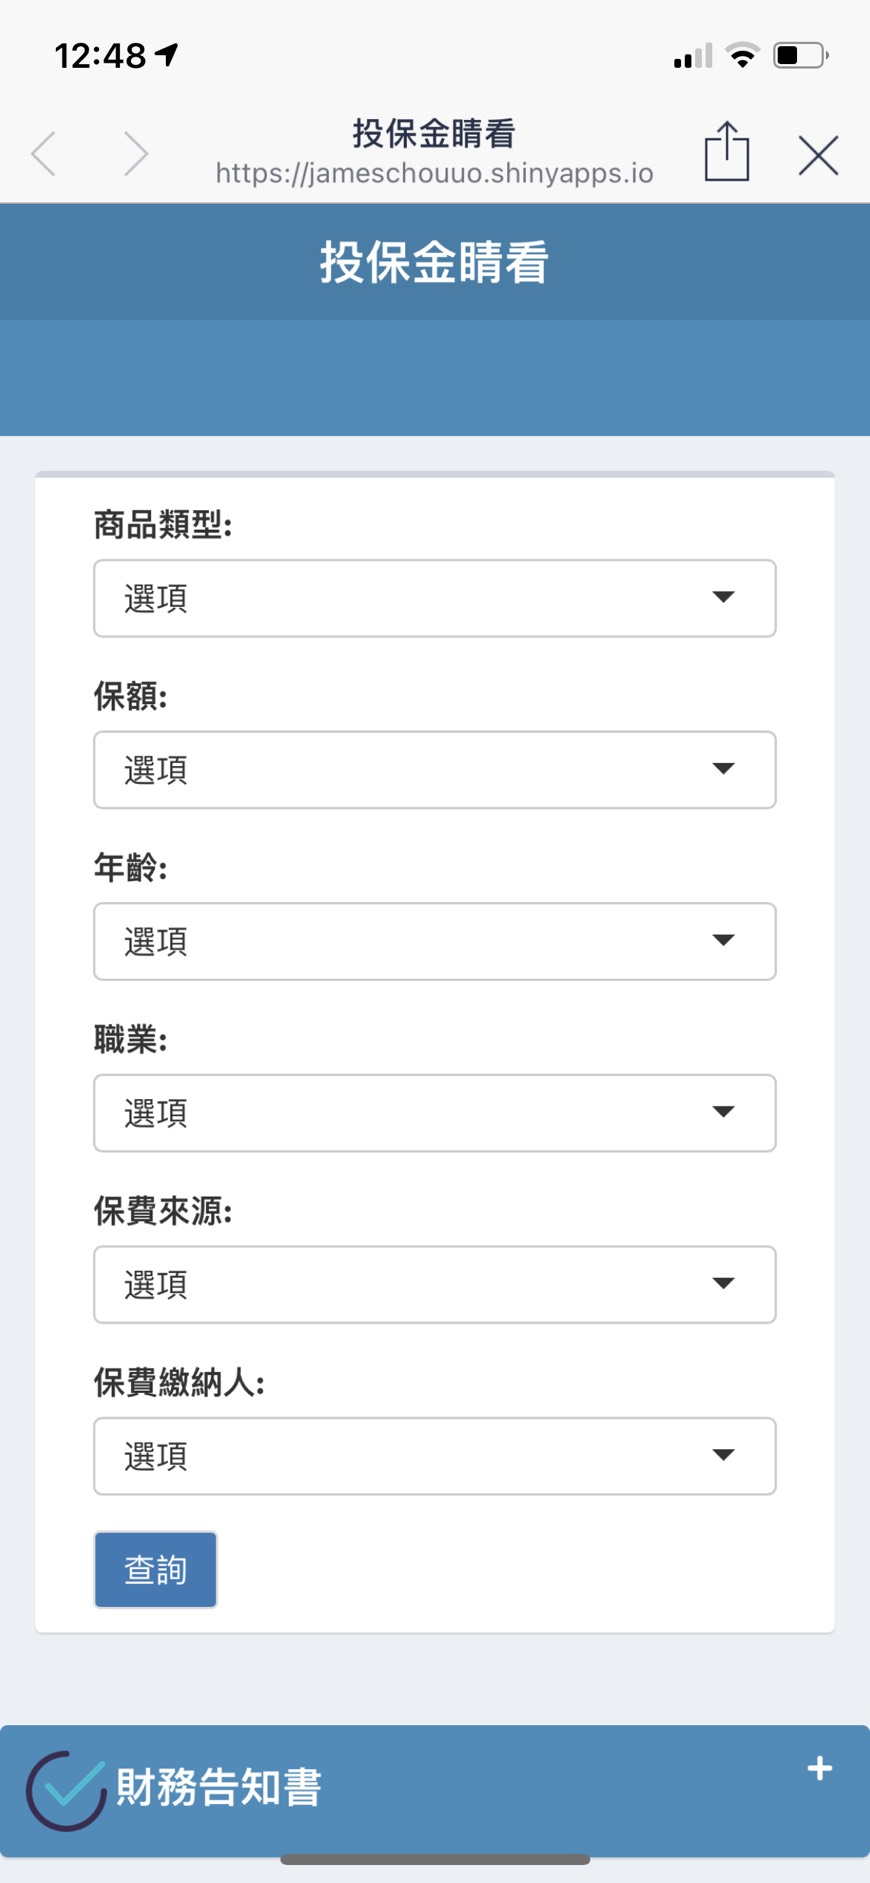 12:48
投保金睛看
https://jameschouuo.shinyapps.io
投保金睛看
商品類型:
選項
保額:
選項
年齡:
選項
職業:
選項
保費來源:
選項
保費繳納人:
選項
查詢
財務告知書
+